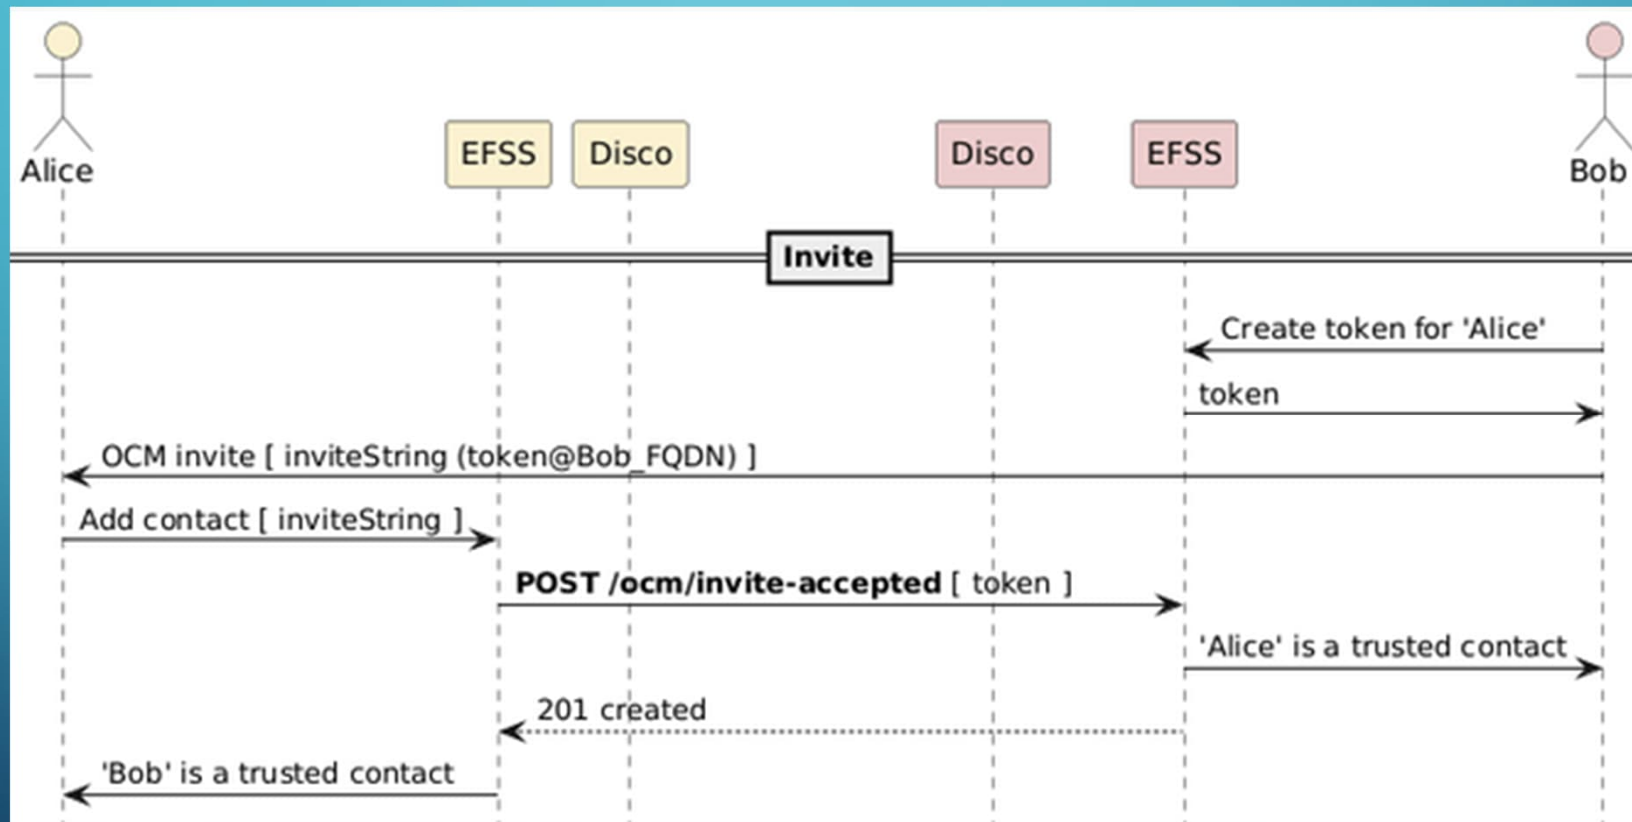 EFSS
Disco
Disco
EFSS
Alice
Bob
Invite
Create token for 'Alice'
token
OCM invite [ inviteString (token@Bob_FQDN) ]
Add contact [ inviteString ]
POST /ocm/invite-accepted [ token ]
'Alice' is a trusted contact
201 created
'Bob' is a trusted contact